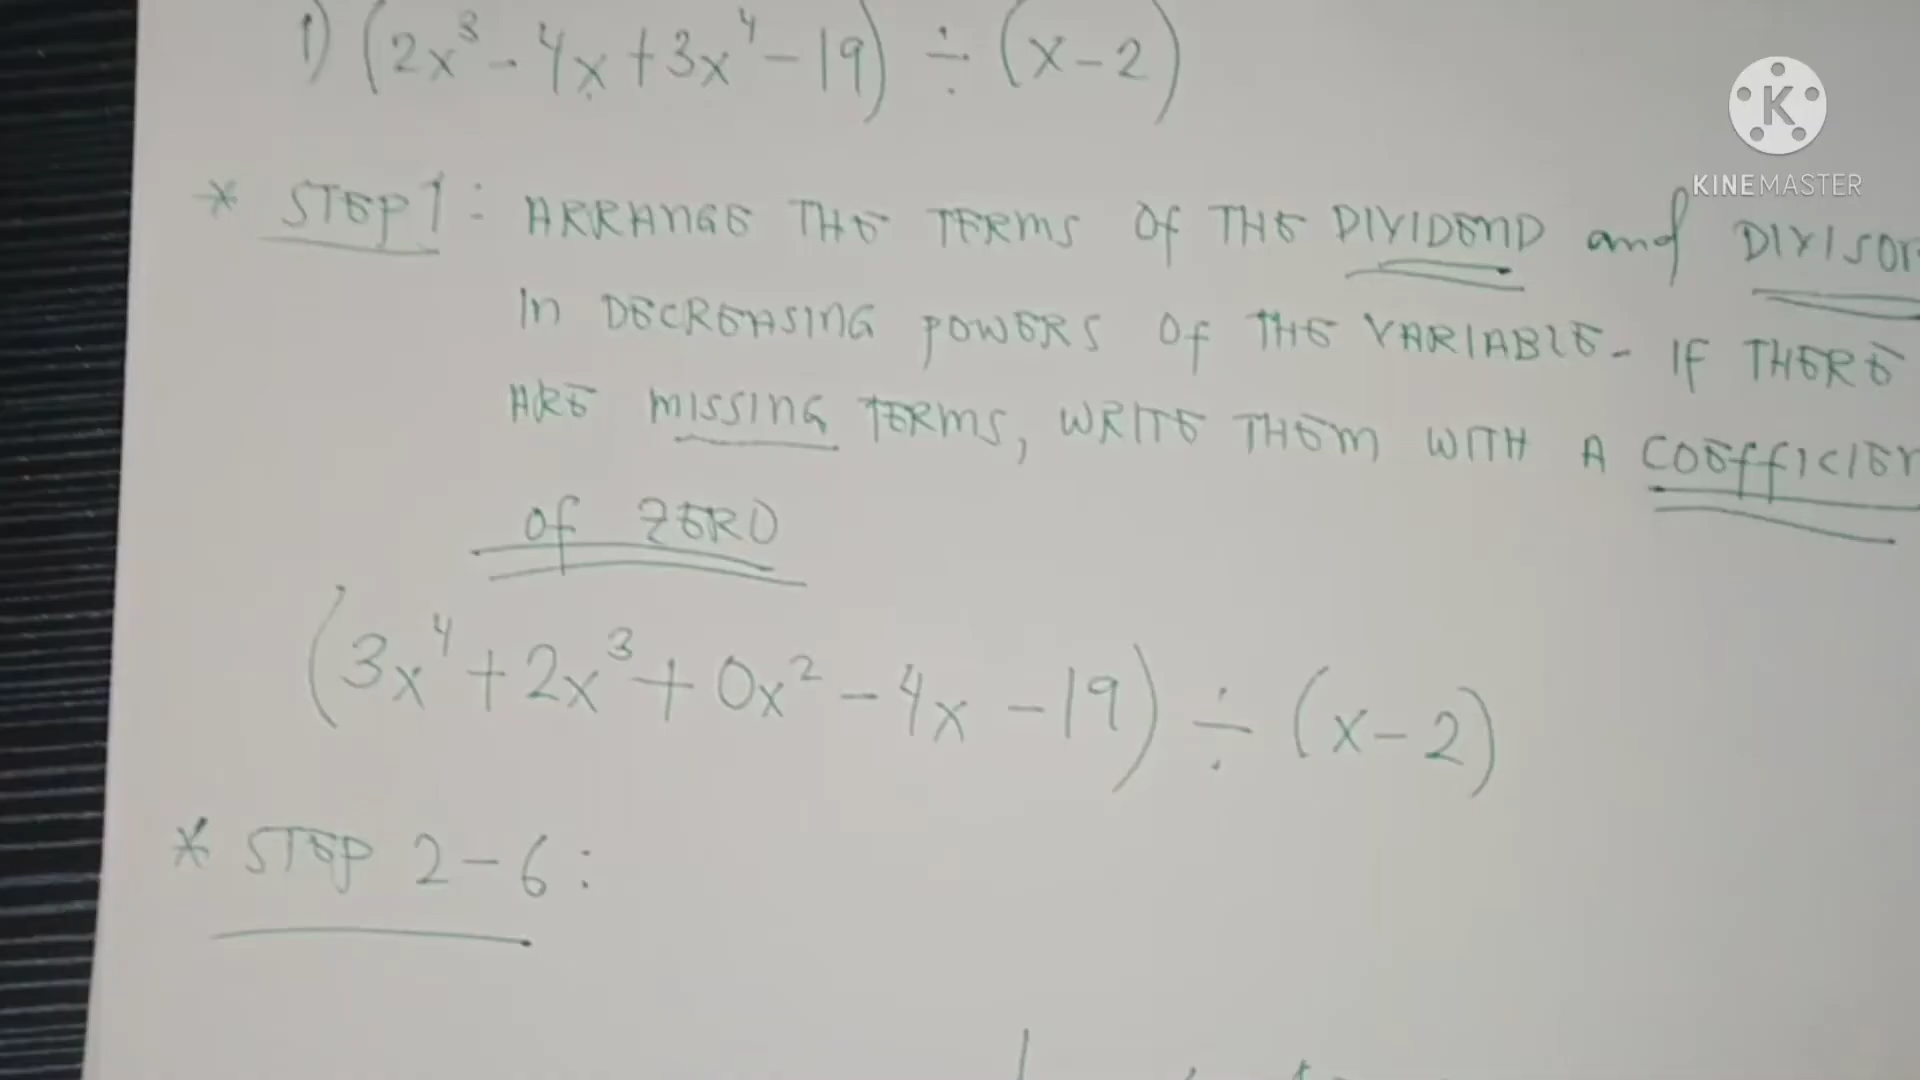 1) (2x³ - 4x + 3x⁴ - 19) ÷ (x - 2)
K
KINEMASTER
* STEP 1: ARRANGE THE TERMS Of THE DIVIDEND and DIVISOR
In DECREASING POWERS Of THE VARIABLE. If THERE
ARE MISSING TERMS, WRITE THEM WITH A COEFFICIEN
Of ZERO
(3x⁴ + 2x³ + 0x² - 4x - 19) ÷ (x - 2)
* STEP 2 - 6: